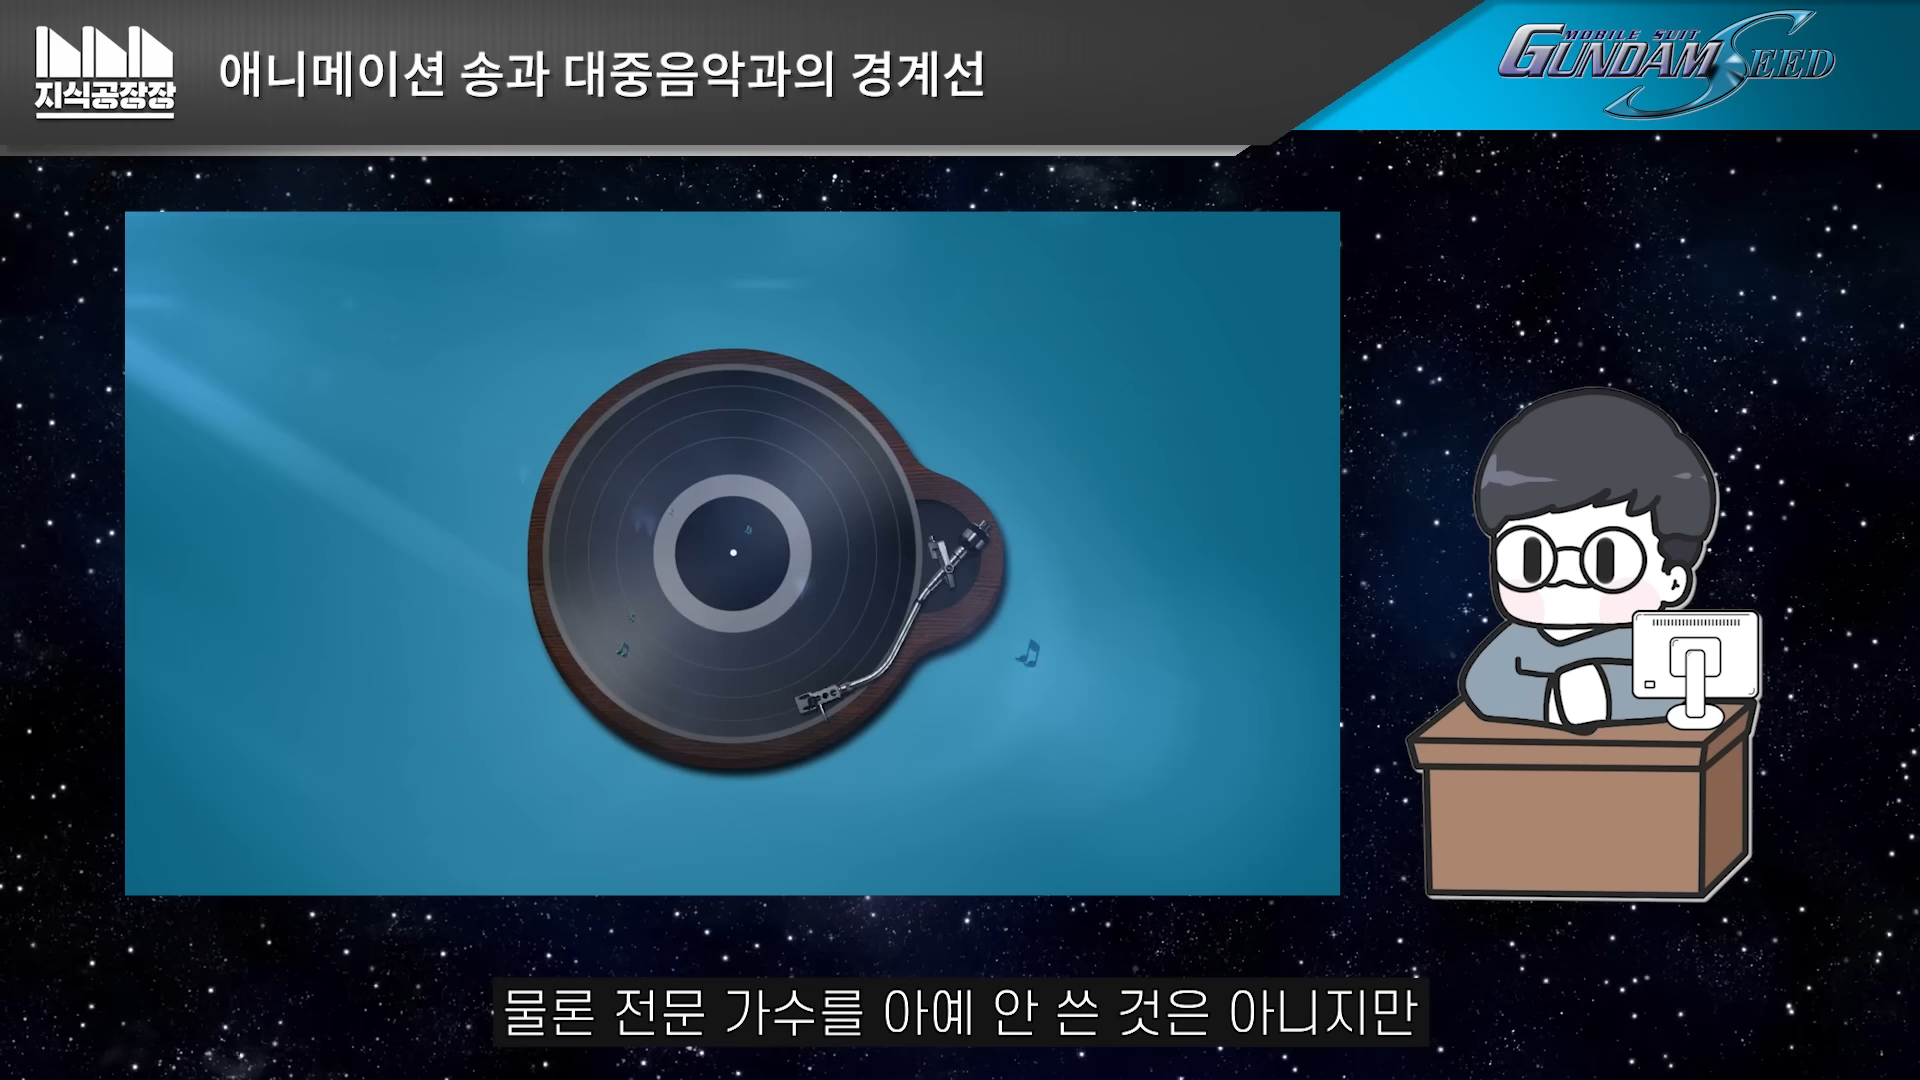 지식공장장
애니메이션 송과 대중음악과의 경계선
MOBILE SUIT
GUNDAM SEED
물론 전문 가수를 아예 안 쓴 것은 아니지만